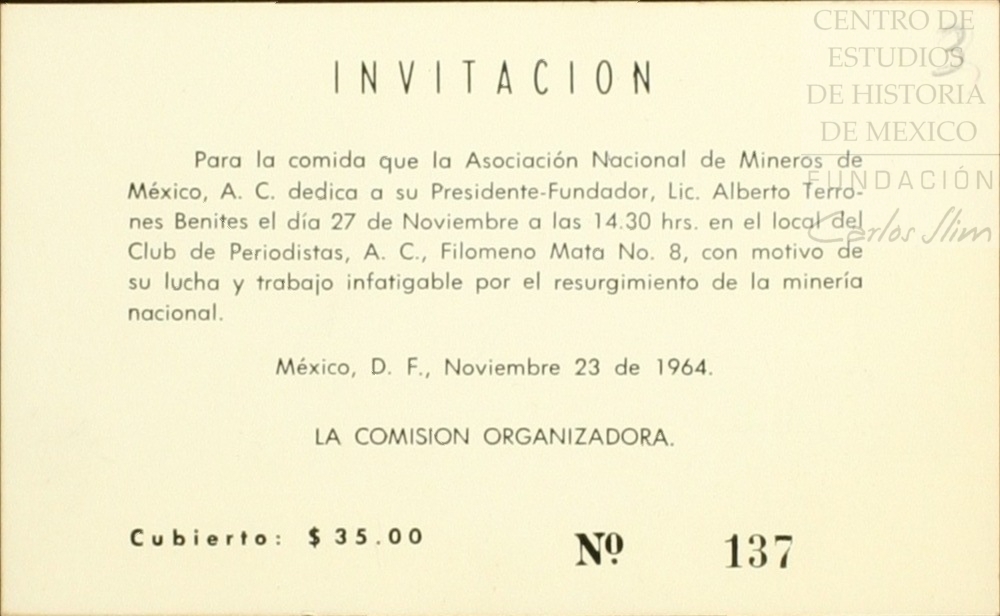 CENTRO DE
ESTUDIOS
DE HISTORIA
DE MEXICO
FUNDACIÓN
Carlos Slim
3
INVITACION
Para la comida que la Asociación Nacional de Mineros de
México, A. C. dedica a su Presidente-Fundador, Lic. Alberto Terro-
nes Benites el día 27 de Noviembre a las 14.30 hrs. en el local del
Club de Periodistas, A. C., Filomeno Mata No. 8, con motivo de
su lucha y trabajo infatigable por el resurgimiento de la minería
nacional.
México, D. F., Noviembre 23 de 1964.
LA COMISION ORGANIZADORA.
Cubierto: $ 35.00
Nº 137